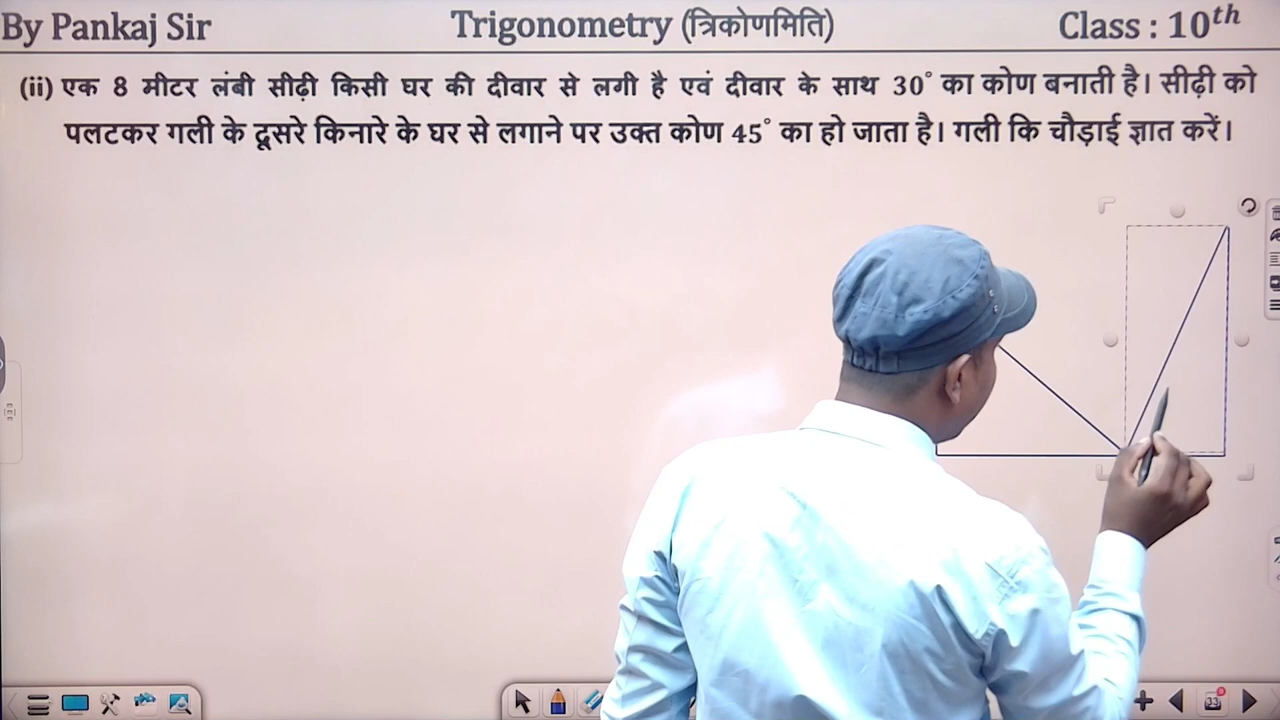 By Pankaj Sir Trigonometry (त्रिकोणमिति) Class : 10th
(ii) एक 8 मीटर लंबी सीढ़ी किसी घर की दीवार से लगी है एवं दीवार के साथ 30° का कोण बनाती है। सीढ़ी को
पलटकर गली के दूसरे किनारे के घर से लगाने पर उक्त कोण 45° का हो जाता है। गली कि चौड़ाई ज्ञात करें।
33